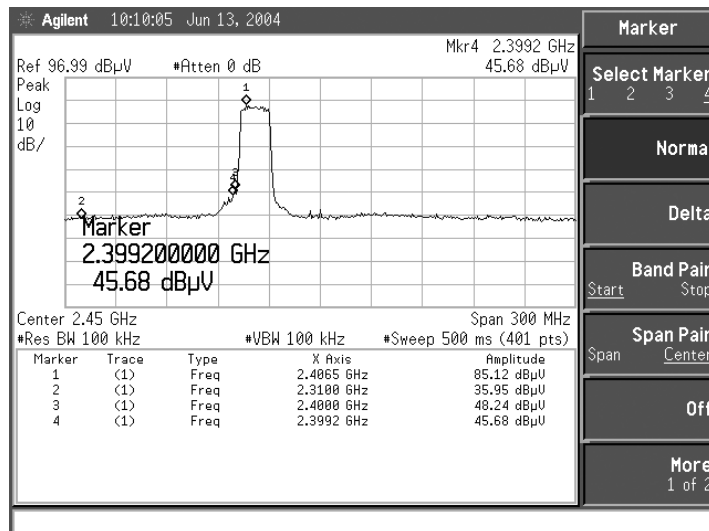 Agilent 10:10:05 Jun 13, 2004
Mkr4 2.3992 GHz
Ref 96.99 dBµV #Atten 0 dB 45.68 dBµV
Peak
Log
10
dB/
1
3
4
2
Marker
2.399200000 GHz
45.68 dBµV
Center 2.45 GHz Span 300 MHz
#Res BW 100 kHz #VBW 100 kHz #Sweep 500 ms (401 pts)
Marker Trace Type X Axis Amplitude
1 (1) Freq 2.4065 GHz 85.12 dBµV
2 (1) Freq 2.3100 GHz 35.95 dBµV
3 (1) Freq 2.4000 GHz 48.24 dBµV
4 (1) Freq 2.3992 GHz 45.68 dBµV
Marker
Select Marker
1 2 3 4
Norma
Delta
Band Pair
Start Stop
Span Pair
Span Center
Off
More
1 of 2